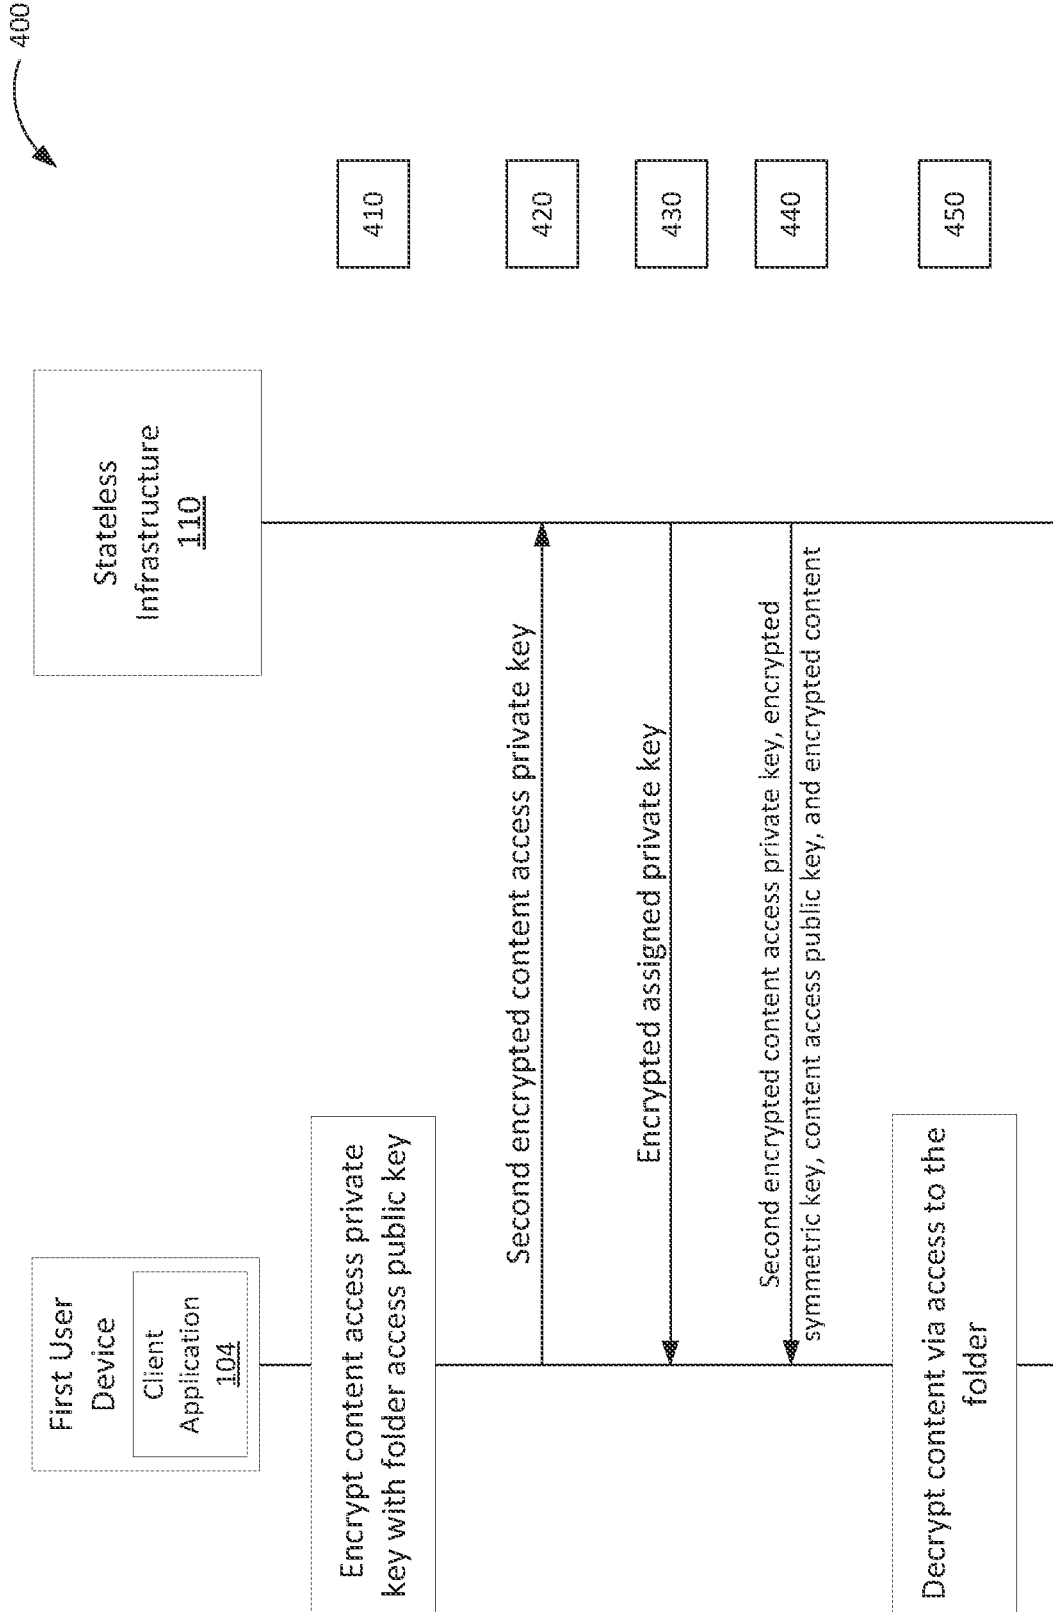 400
First User
Device
Client
Application
104
Stateless
Infrastructure
110
Encrypt content access private
key with folder access public key
410
Second encrypted content access private key
420
Encrypted assigned private key
430
Second encrypted content access private key, encrypted
symmetric key, content access public key, and encrypted content
440
Decrypt content via access to the
folder
450